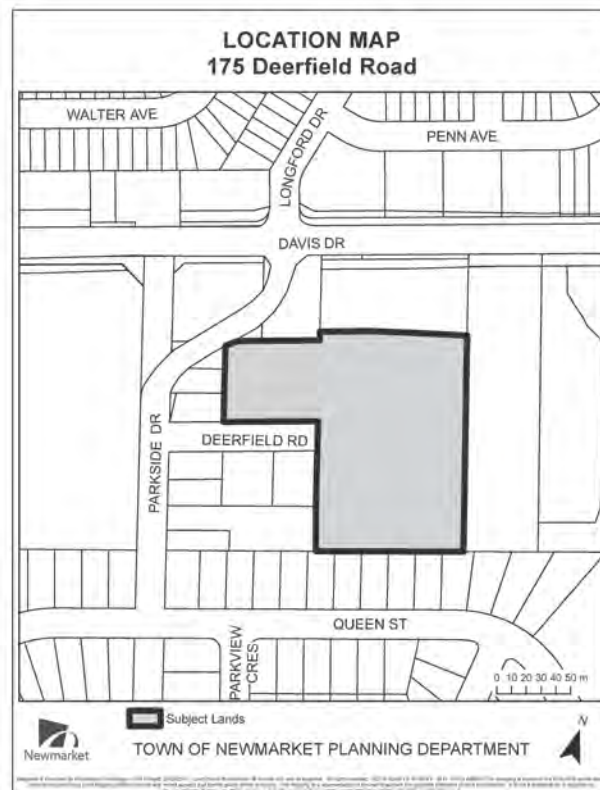 LOCATION MAP
175 Deerfield Road
WALTER AVE
LONGFORD DR
PENN AVE
DAVIS DR
DEERFIELD RD
PARKSIDE DR
QUEEN ST
PARKVIEW
CRES
0 10 20 30 40 50 m
Subject Lands
N
Newmarket
TOWN OF NEWMARKET PLANNING DEPARTMENT